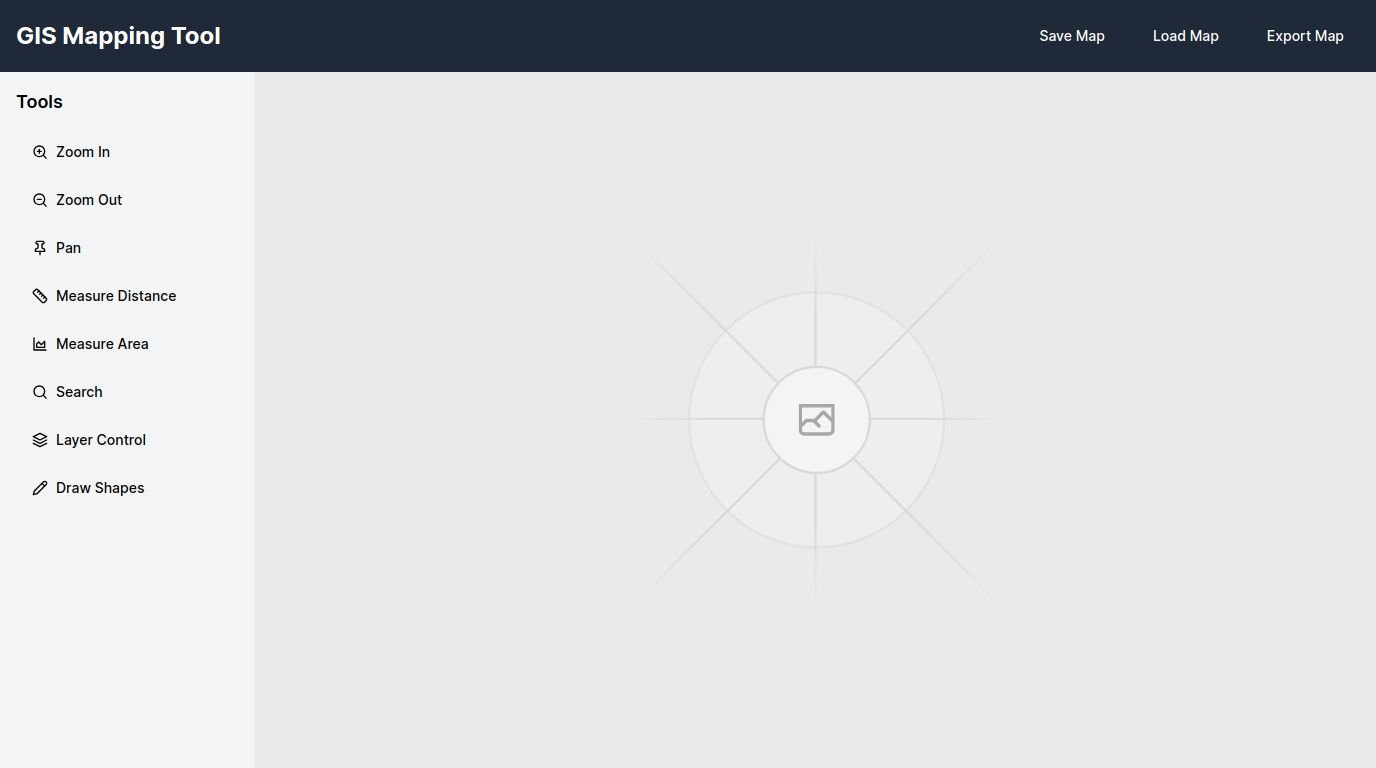 GIS Mapping Tool
Save Map
Load Map
Export Map
Tools
Zoom In
Zoom Out
Pan
Measure Distance
Measure Area
Search
Layer Control
Draw Shapes